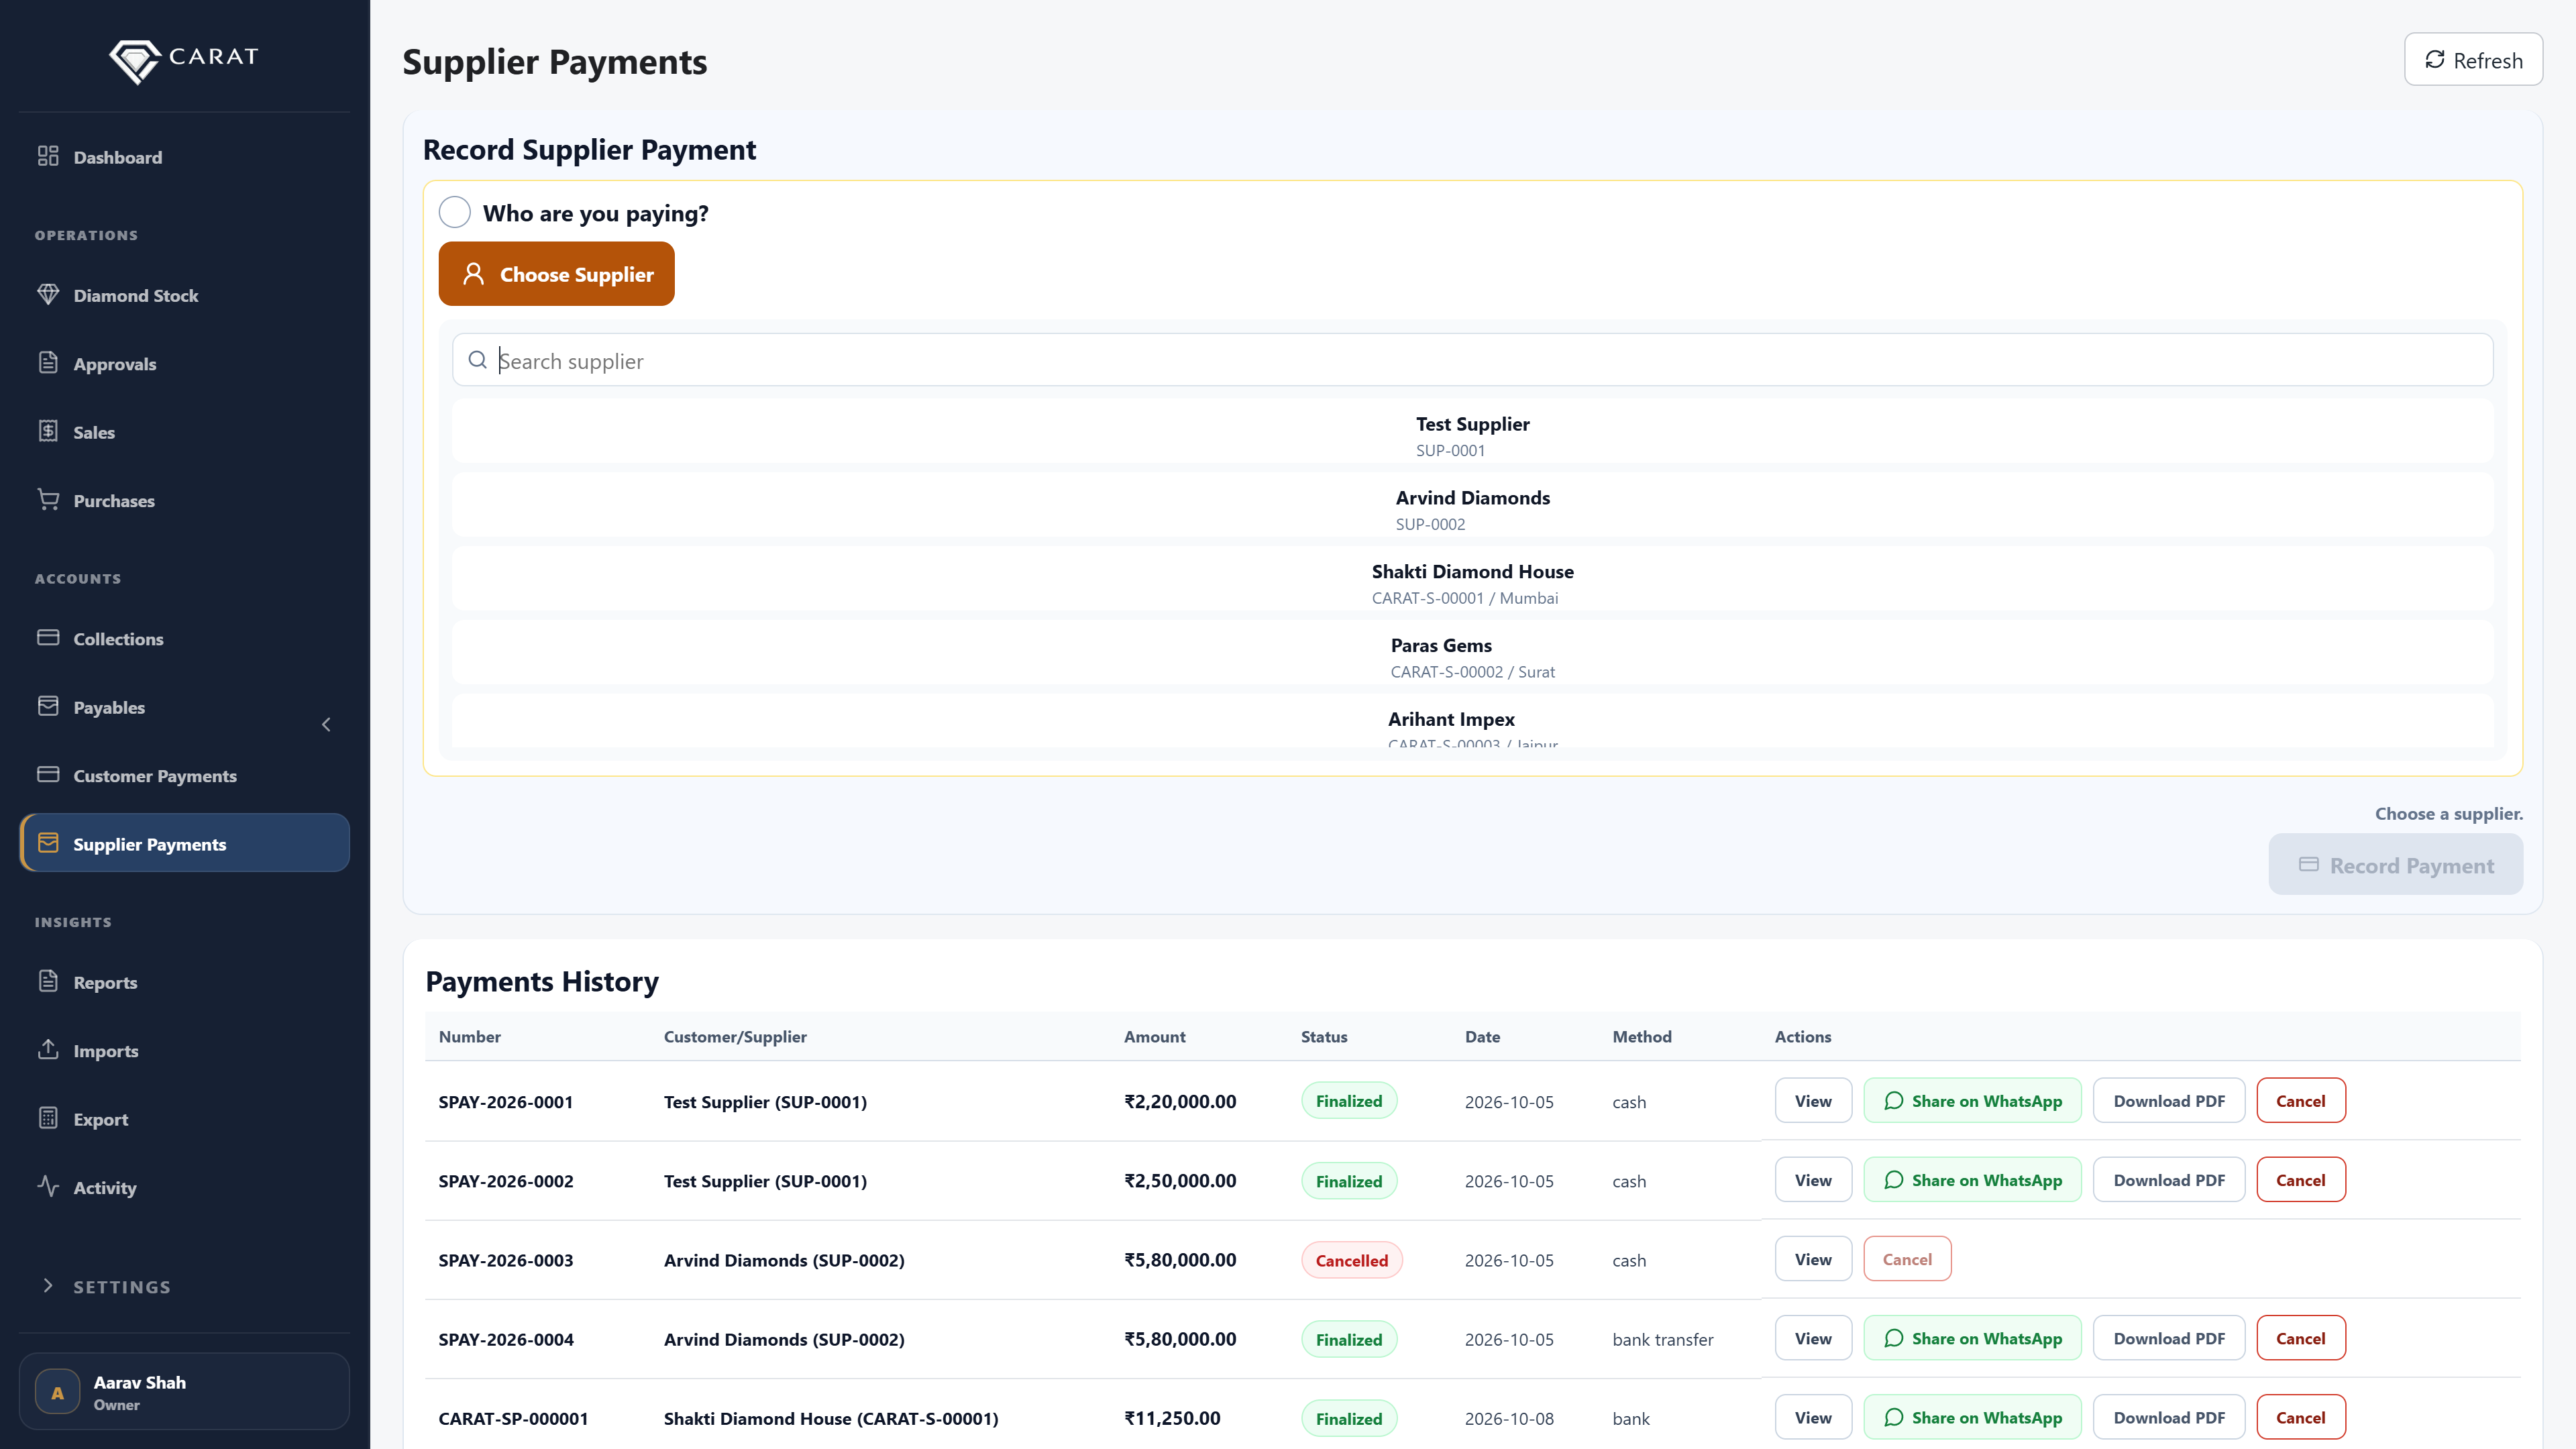 CARAT
Dashboard
OPERATIONS
Diamond Stock
Approvals
Sales
Purchases
ACCOUNTS
Collections
Payables
Customer Payments
Supplier Payments
INSIGHTS
Reports
Imports
Export
Activity
SETTINGS
A
Aarav Shah
Owner
Supplier Payments
Refresh
Record Supplier Payment
Who are you paying?
Choose Supplier
Search supplier
Test Supplier
SUP-0001
Arvind Diamonds
SUP-0002
Shakti Diamond House
CARAT-S-00001 / Mumbai
Paras Gems
CARAT-S-00002 / Surat
Arihant Impex
CARAT-S-00003 / Jaipur
Choose a supplier.
Record Payment
Payments History
Number Customer/Supplier Amount Status Date Method Actions
SPAY-2026-0001 Test Supplier (SUP-0001) ₹2,20,000.00 Finalized 2026-10-05 cash View Share on WhatsApp Download PDF Cancel
SPAY-2026-0002 Test Supplier (SUP-0001) ₹2,50,000.00 Finalized 2026-10-05 cash View Share on WhatsApp Download PDF Cancel
SPAY-2026-0003 Arvind Diamonds (SUP-0002) ₹5,80,000.00 Cancelled 2026-10-05 cash View Cancel
SPAY-2026-0004 Arvind Diamonds (SUP-0002) ₹5,80,000.00 Finalized 2026-10-05 bank transfer View Share on WhatsApp Download PDF Cancel
CARAT-SP-000001 Shakti Diamond House (CARAT-S-00001) ₹11,250.00 Finalized 2026-10-08 bank View Share on WhatsApp Download PDF Cancel